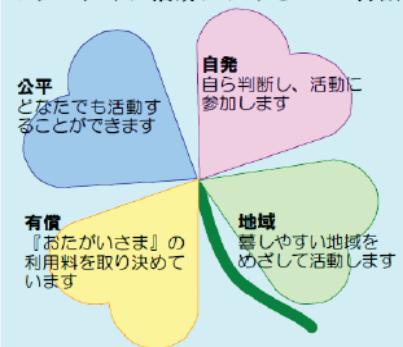 公平
どなたでも活動す
ることができます
自発
自ら判断し、活動に
参加します
有償
『おたがいさま』の
利用料を取り決めて
います
地域
暮しやすい地域を
めざして活動します